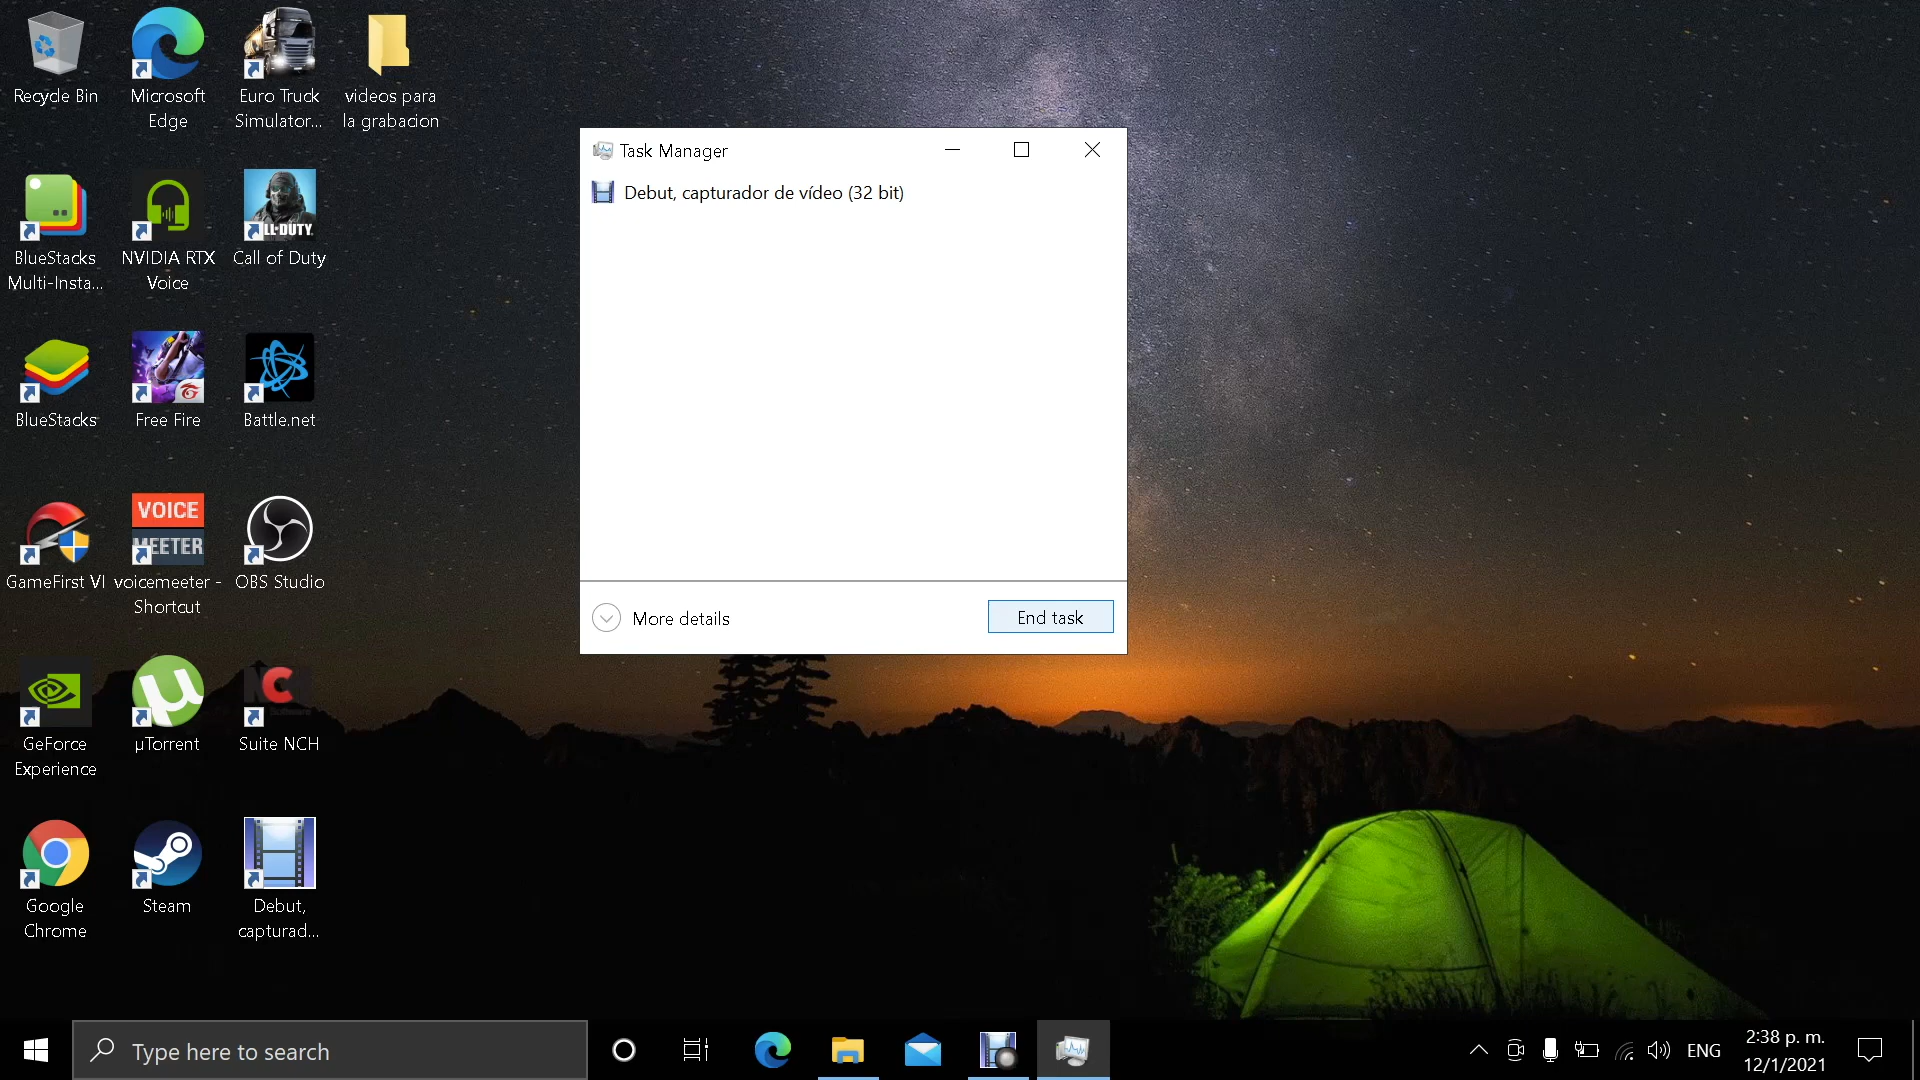 Recycle Bin
Microsoft
Edge
Euro Truck
Simulator...
videos para
la grabacion
BlueStacks
Multi-Insta...
NVIDIA RTX
Voice
LL·DUTY.
Call of Duty
BlueStacks
Free Fire
Battle.net
GameFirst VI
VOICE
MEETER
voicemeeter -
Shortcut
OBS Studio
GeForce
Experience
µTorrent
NCH
Suite NCH
Google
Chrome
Steam
Debut,
capturad...
Task Manager
Debut, capturador de vídeo (32 bit)
More details
End task
Type here to search
ENG
2:38 p. m.
12/1/2021